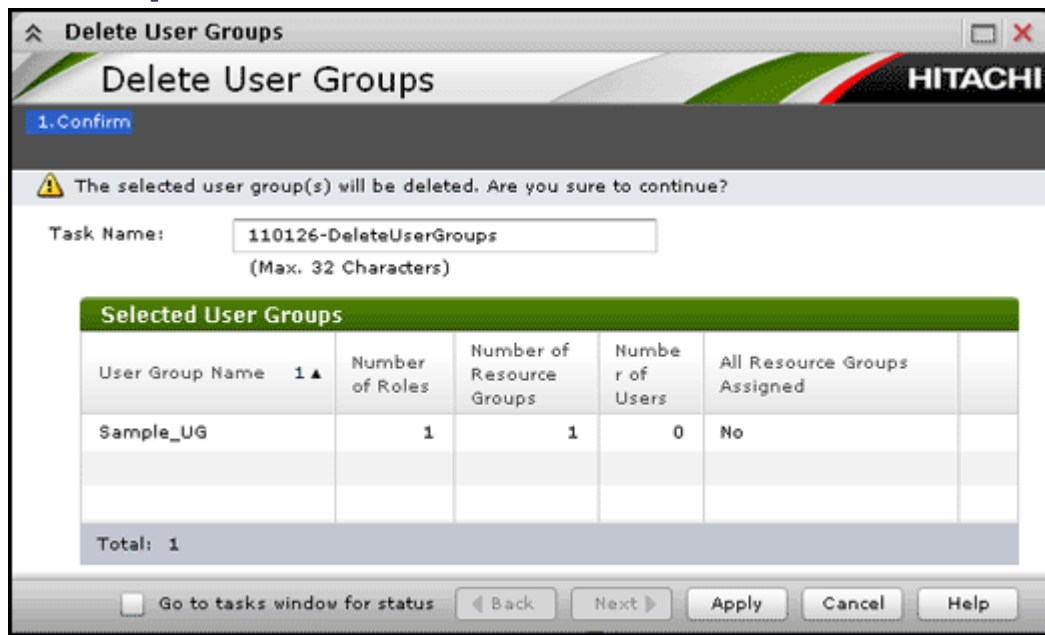 Delete User Groups
Delete User Groups
HITACHI
1.Confirm
The selected user group(s) will be deleted. Are you sure to continue?
Task Name: 110126-DeleteUserGroups
(Max. 32 Characters)
Selected User Groups
User Group Name 1▲ Number of Roles Number of Resource Groups Number of Users All Resource Groups Assigned
Sample_UG 1 1 0 No
Total: 1
Go to tasks window for status Back Next Apply Cancel Help